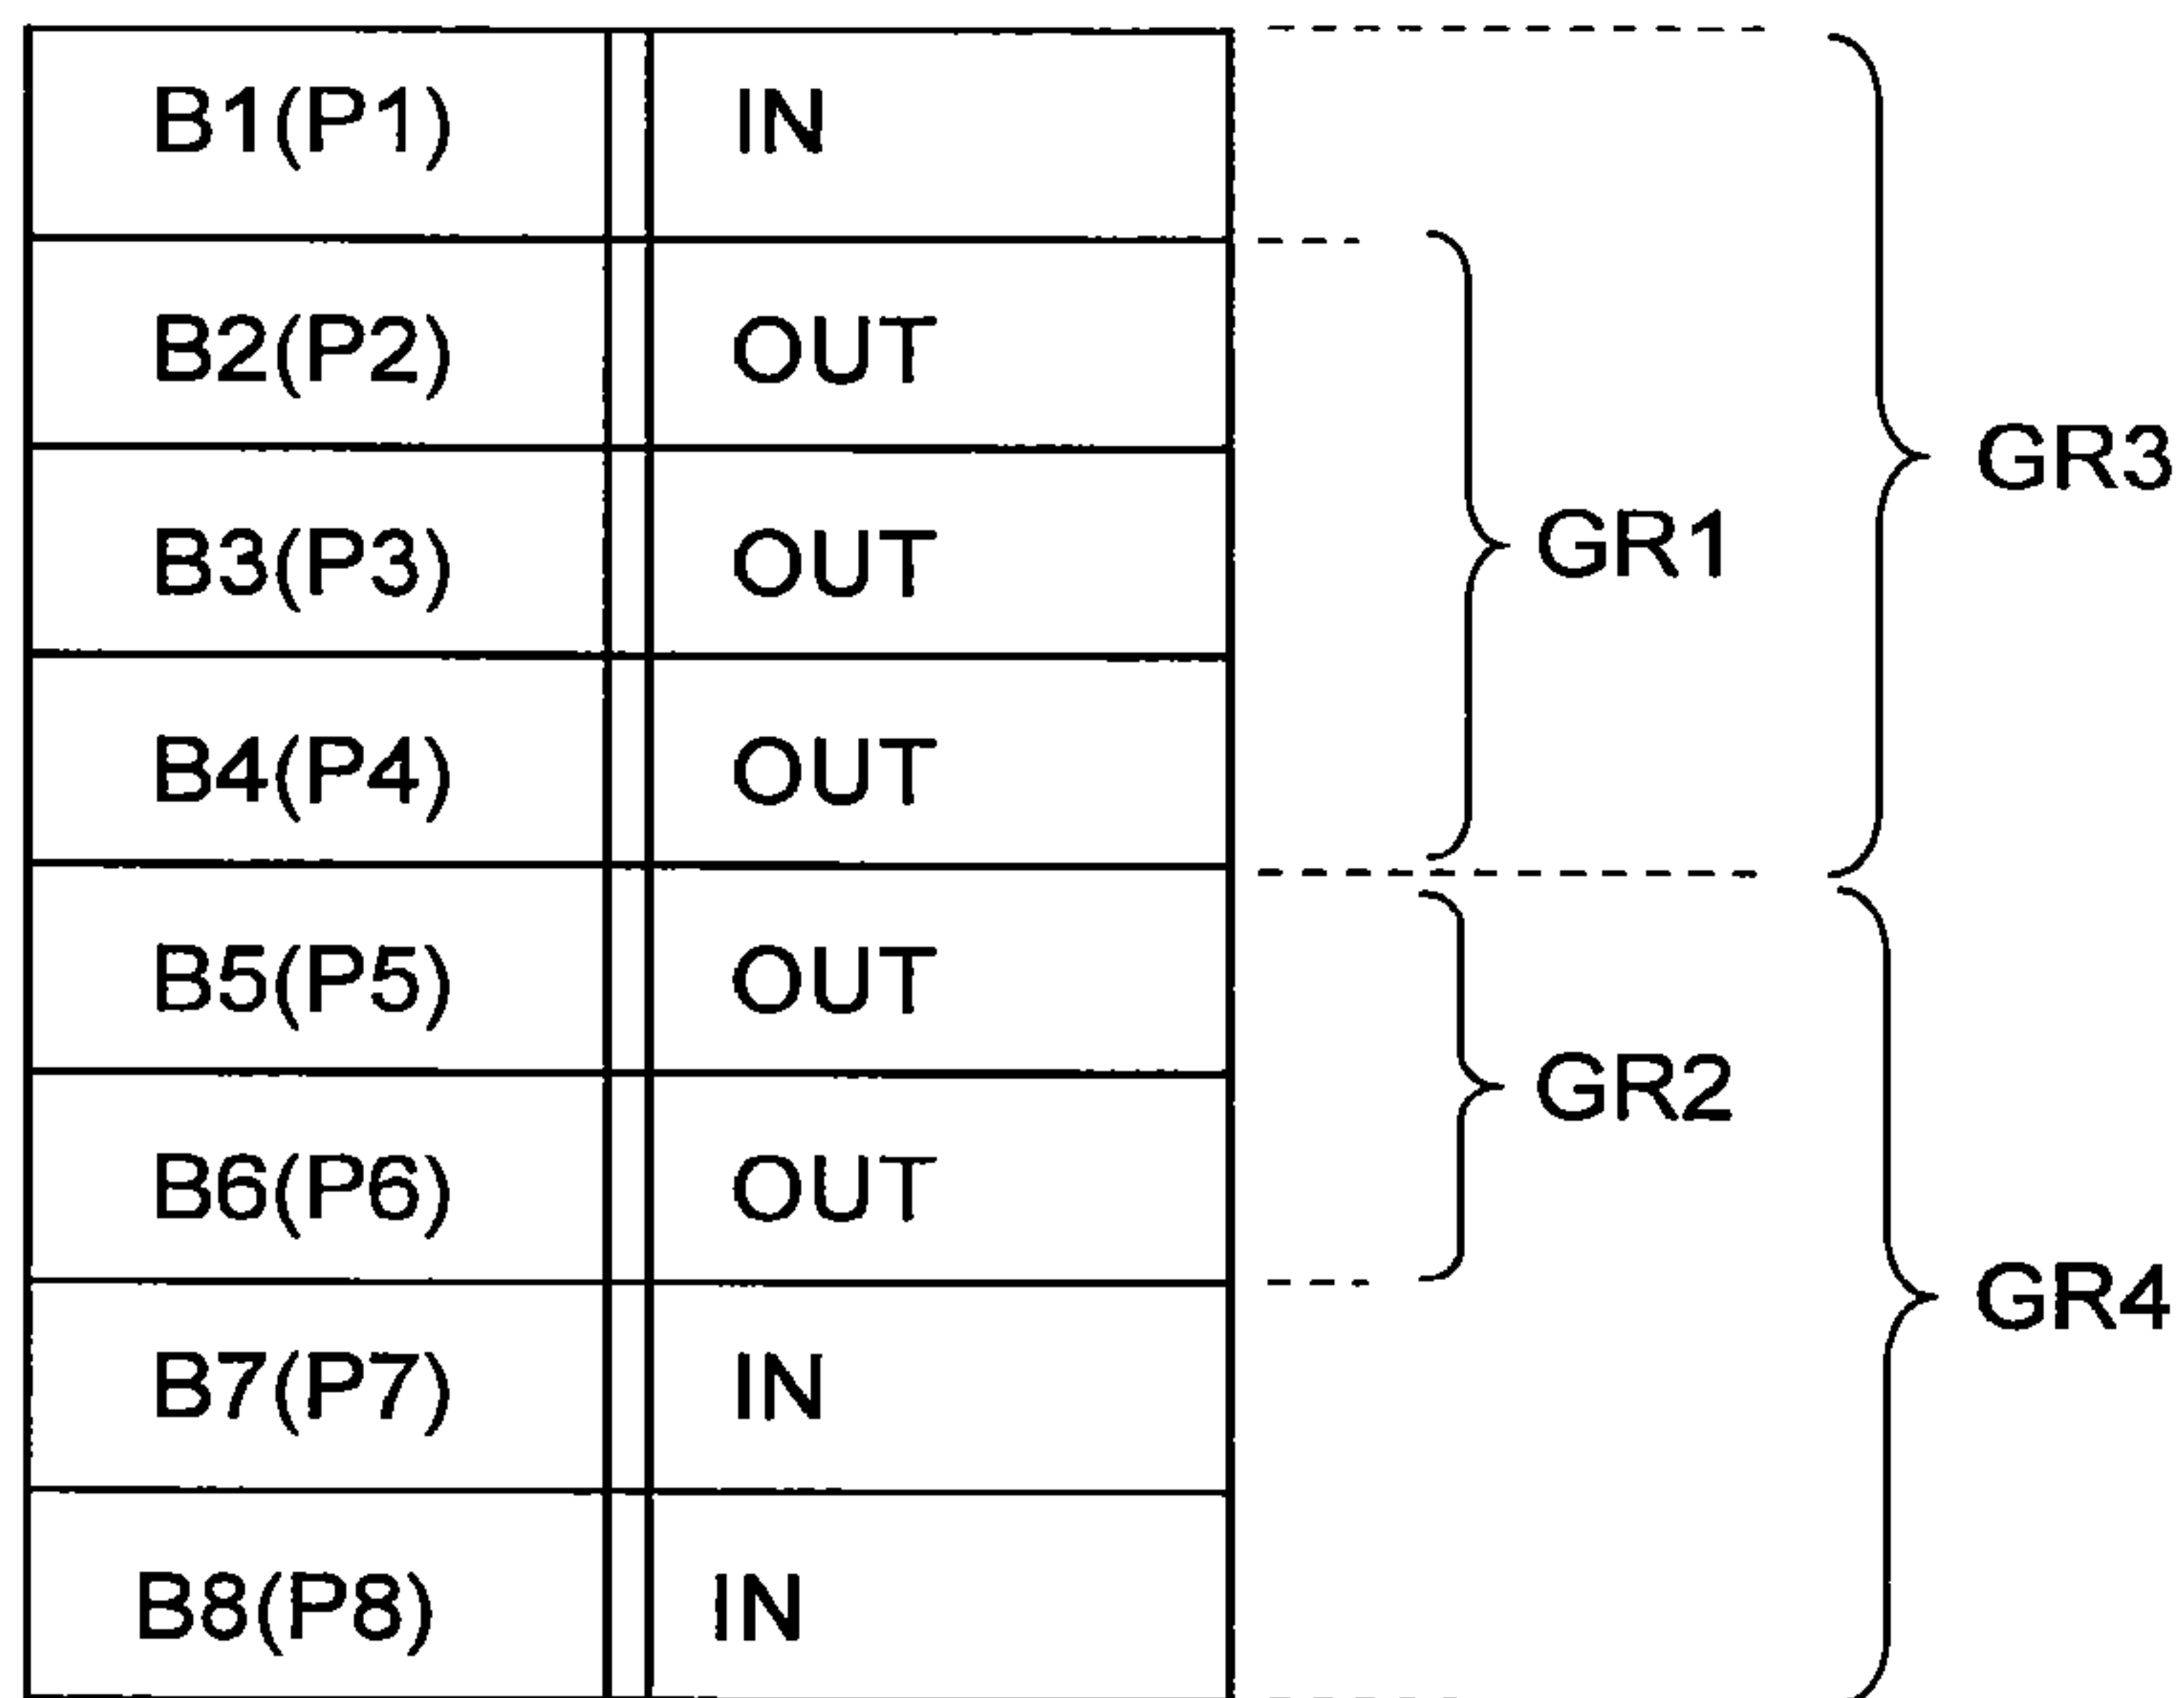 B1(P1) IN
B2(P2) OUT
GR3
B3(P3) OUT
GR1
B4(P4) OUT
B5(P5) OUT
GR2
B6(P6) OUT
GR4
B7(P7) IN
B8(P8) IN